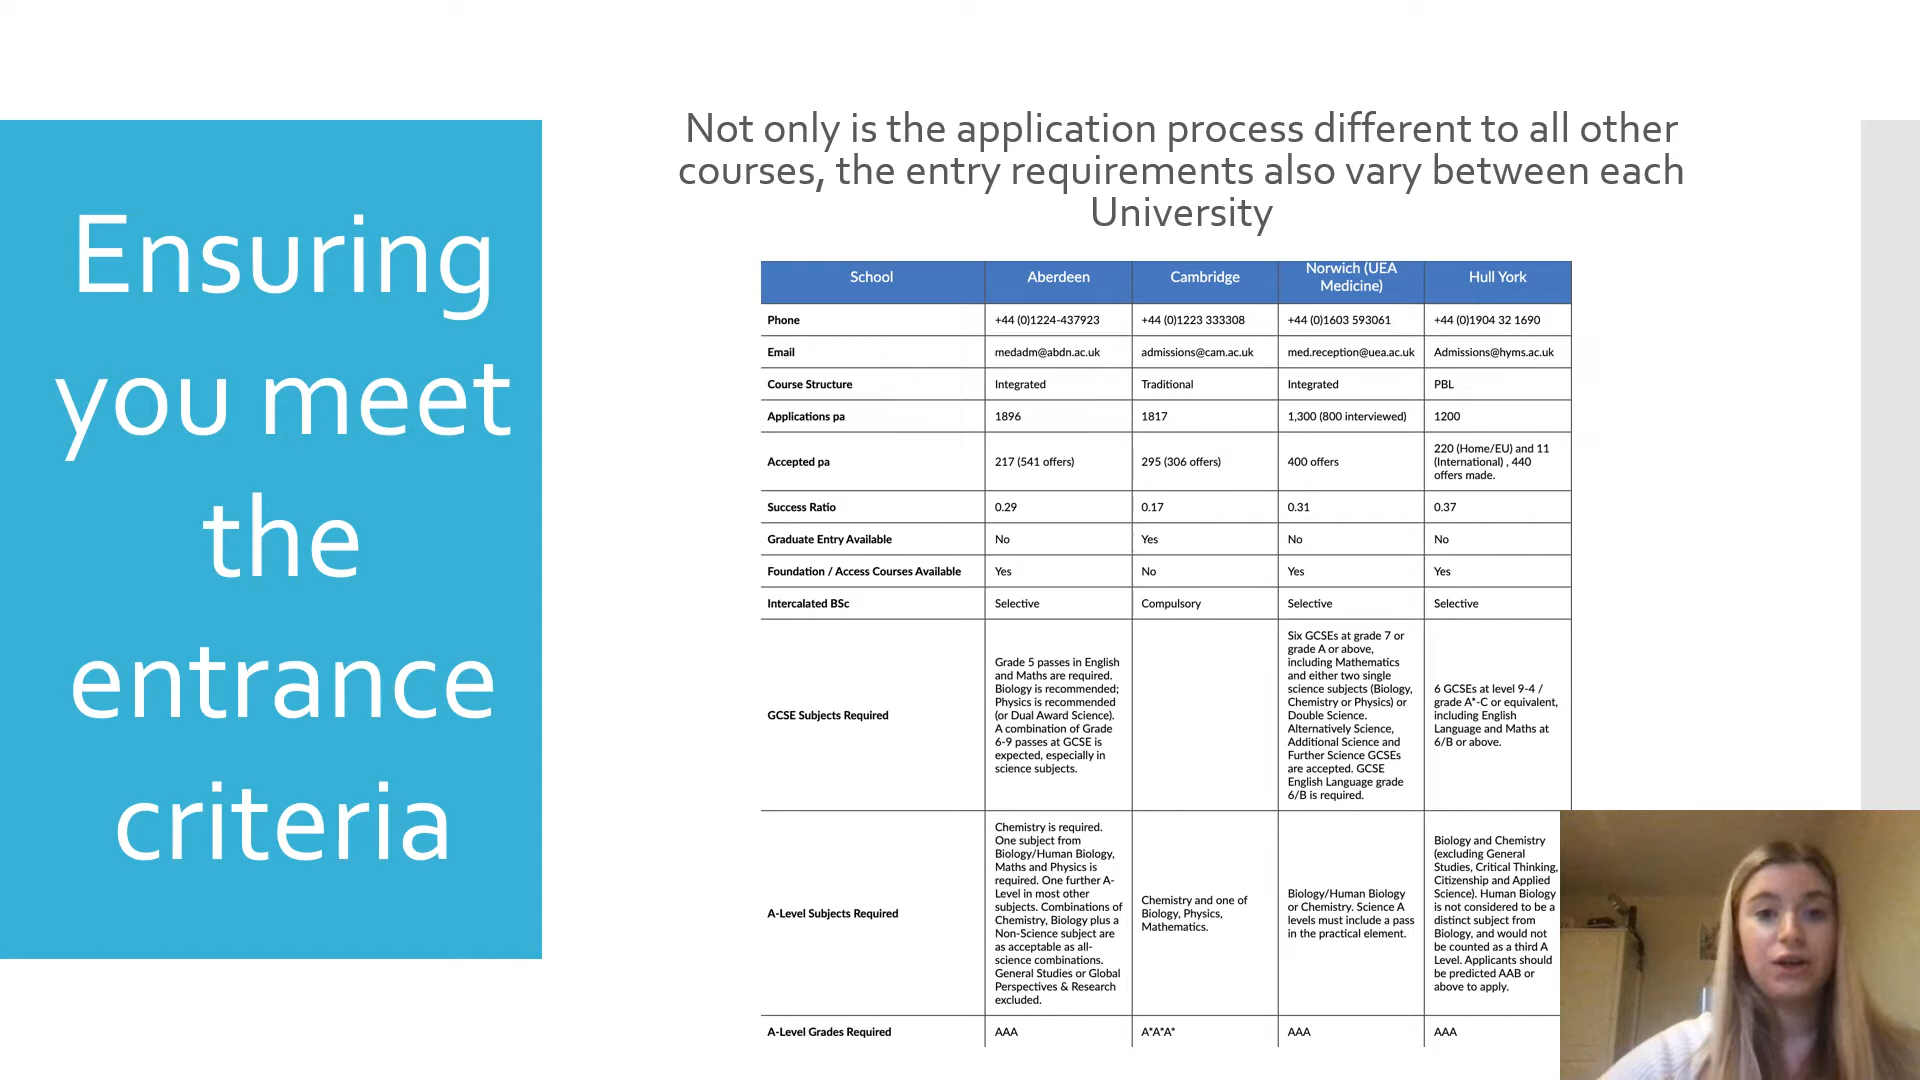 Ensuring
you meet
the
entrance
criteria
Not only is the application process different to all other
courses, the entry requirements also vary between each
University
School Aberdeen Cambridge Norwich (UEA Medicine) Hull York
Phone +44 (0)1224-437923 +44 (0)1223 333308 +44 (0)1603 593061 +44 (0)1904 32 1690
Email medadm@abdn.ac.uk admissions@cam.ac.uk med.reception@uea.ac.uk Admissions@hyms.ac.uk
Course Structure Integrated Traditional Integrated PBL
Applications pa 1896 1817 1,300 (800 interviewed) 1200
Accepted pa 217 (541 offers) 295 (306 offers) 400 offers
220 (Home/EU) and 11
(International) , 440
offers made.
Success Ratio 0.29 0.17 0.31 0.37
Graduate Entry Available No Yes No No
Foundation / Access Courses Available Yes No Yes Yes
Intercalated BSc Selective Compulsory Selective Selective
GCSE Subjects Required
Grade 5 passes in English
and Maths are required.
Biology is recommended;
Physics is recommended
(or Dual Award Science).
A combination of Grade
6-9 passes at GCSE is
expected, especially in
science subjects.
Six GCSEs at grade 7 or
grade A or above,
including Mathematics
and either two single
science subjects (Biology,
Chemistry or Physics) or
Double Science.
Alternatively Science,
Additional Science and
Further Science GCSEs
are accepted. GCSE
English Language grade
6/B is required.
6 GCSEs at level 9-4 /
grade A*-C or equivalent,
including English
Language and Maths at
6/B or above.
A-Level Subjects Required
Chemistry is required.
One subject from
Biology/Human Biology,
Maths and Physics is
required. One further A-
Level in most other
subjects. Combinations of
Chemistry, Biology plus a
Non-Science subject are
as acceptable as all-
science combinations.
General Studies or Global
Perspectives & Research
excluded.
Chemistry and one of
Biology, Physics,
Mathematics.
Biology/Human Biology
or Chemistry. Science A
levels must include a pass
in the practical element.
Biology and Chemistry
(excluding General
Studies, Critical Thinking,
Citizenship and Applied
Science). Human Biology
is not considered to be a
distinct subject from
Biology, and would not
be counted as a third A
Level. Applicants should
be predicted AAB or
above to apply.
A-Level Grades Required AAA A*A*A* AAA AAA